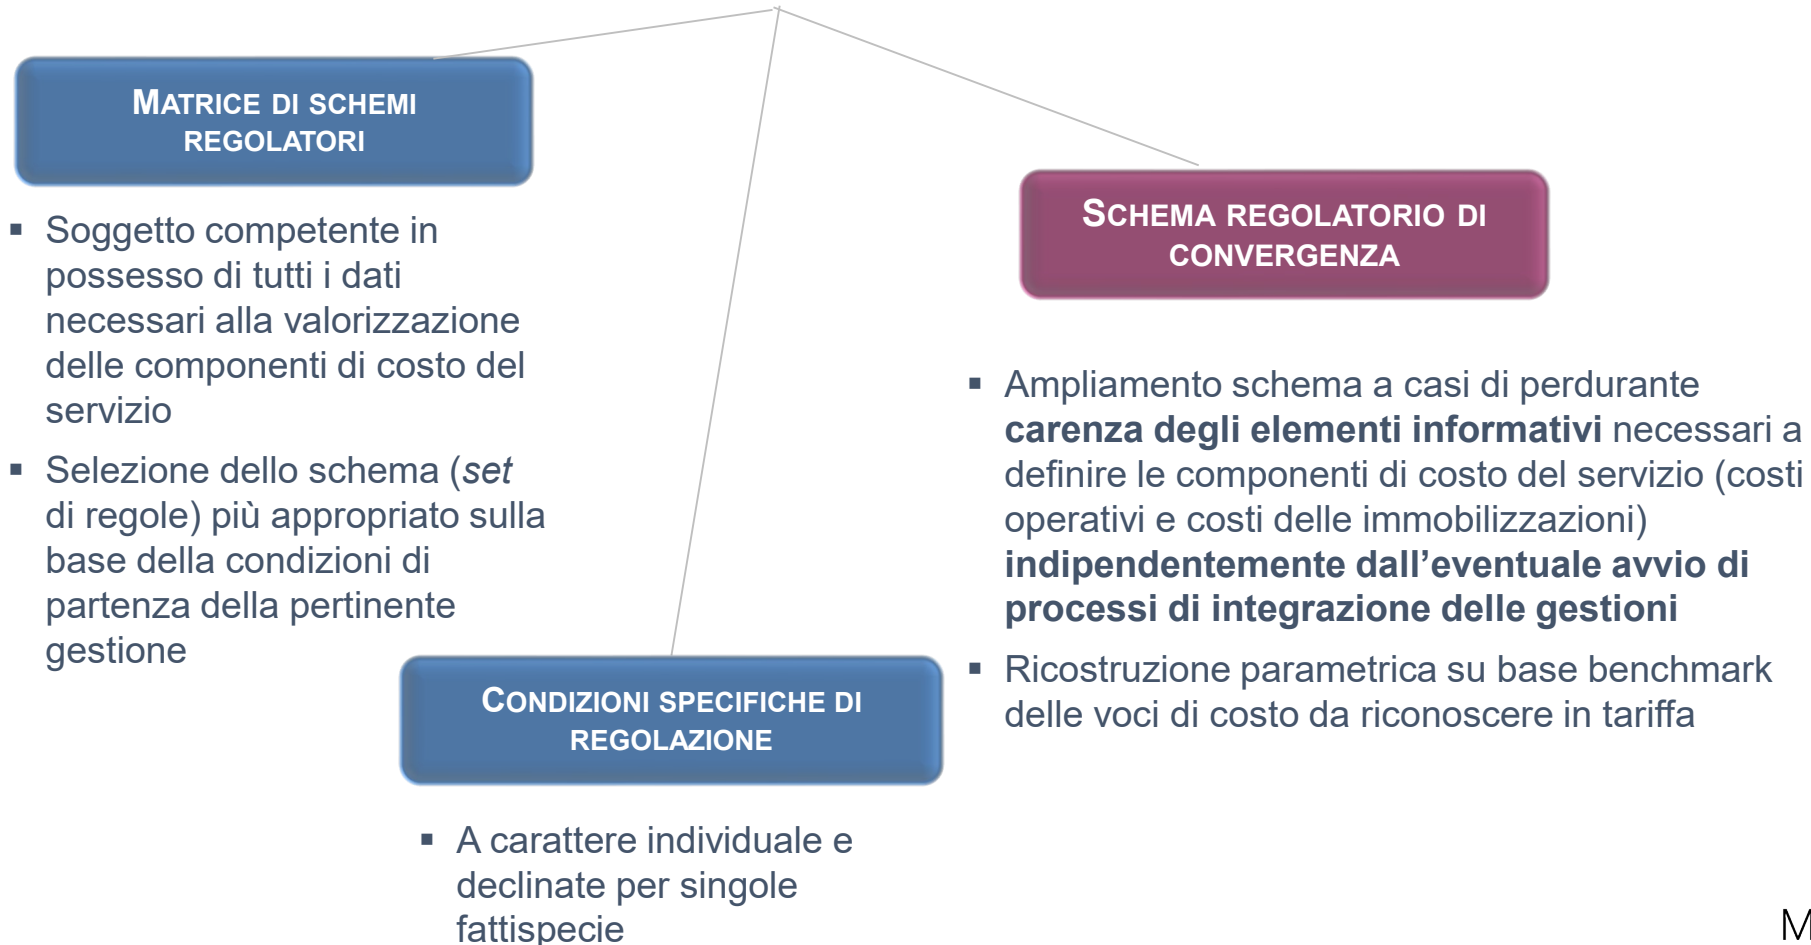 MATRICE DI SCHEMI
REGOLATORI
▪ Soggetto competente in
possesso di tutti i dati
necessari alla valorizzazione
delle componenti di costo del
servizio
▪ Selezione dello schema (set
di regole) più appropriato sulla
base della condizioni di
partenza della pertinente
gestione
CONDIZIONI SPECIFICHE DI
REGOLAZIONE
▪ A carattere individuale e
declinate per singole
fattispecie
SCHEMA REGOLATORIO DI
CONVERGENZA
▪ Ampliamento schema a casi di perdurante
carenza degli elementi informativi necessari a
definire le componenti di costo del servizio (costi
operativi e costi delle immobilizzazioni)
indipendentemente dall’eventuale avvio di
processi di integrazione delle gestioni
▪ Ricostruzione parametrica su base benchmark
delle voci di costo da riconoscere in tariffa
M